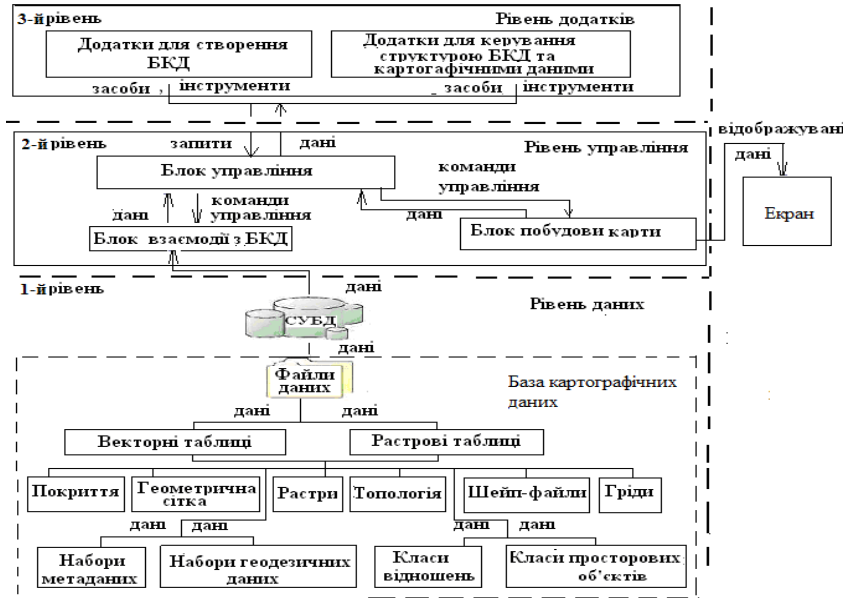 3-йрівень
Рівень додатків
Додатки для створення
БКД
Додатки для керування
структурою БКД та
картогафічними даними
засоби , інструменти
засоби інструменти
2-йрівень
запити
дані
Рівень управління
Блок управління
команди
управління
дані
команди
управління
дані
Блок взаємодії з БКД
Блок побудови карти
відображувані
дані
Екран
1-йрівень
дані
Рівень даних
СУБД
дані
Файли
даних
База картографічних
даних
дані
дані
Векторні таблиці
Растрові таблиці
Покриття
Геометрична
сітка
Растри
Топологія
Шейп-файли
Гріди
дані
дані
дані
дані
Набори
метаданих
Набори геодезичних
даних
Класи
відношень
Класи просторових
об’єктів